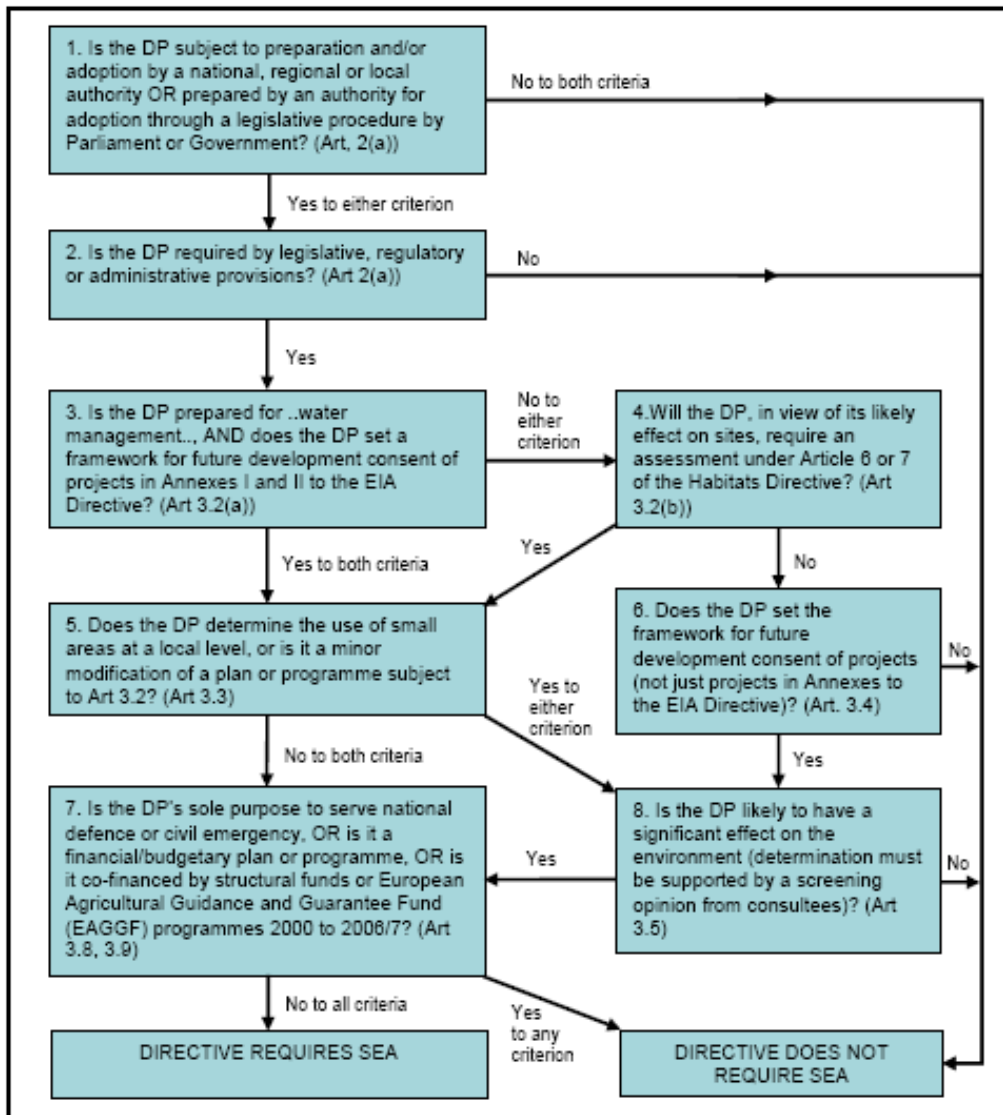 1. Is the DP subject to preparation and/or
adoption by a national, regional or local
authority OR prepared by an authority for
adoption through a legislative procedure by
Parliament or Government? (Art, 2(a))
No to both criteria
Yes to either criterion
2. Is the DP required by legislative, regulatory
or administrative provisions? (Art 2(a))
No
Yes
3. Is the DP prepared for ..water
management.., AND does the DP set a
framework for future development consent of
projects in Annexes I and II to the EIA
Directive? (Art 3.2(a))
No to
either
criterion
4.Will the DP, in view of its likely
effect on sites, require an
assessment under Article 6 or 7
of the Habitats Directive? (Art
3.2(b))
Yes to both criteria
Yes
No
5. Does the DP determine the use of small
areas at a local level, or is it a minor
modification of a plan or programme subject
to Art 3.2? (Art 3.3)
6. Does the DP set the
framework for future
development consent of projects
(not just projects in Annexes to
the EIA Directive)? (Art. 3.4)
No
Yes to
either
criterion
No to both criteria
Yes
7. Is the DP's sole purpose to serve national
defence or civil emergency, OR is it a
financial/budgetary plan or programme, OR is
it co-financed by structural funds or European
Agricultural Guidance and Guarantee Fund
(EAGGF) programmes 2000 to 2006/7? (Art
3.8, 3.9)
Yes
8. Is the DP likely to have a
significant effect on the
environment (determination must
be supported by a screening
opinion from consultees)? (Art
3.5)
No
No to all criteria
Yes
to any
criterion
DIRECTIVE REQUIRES SEA
DIRECTIVE DOES NOT
REQUIRE SEA